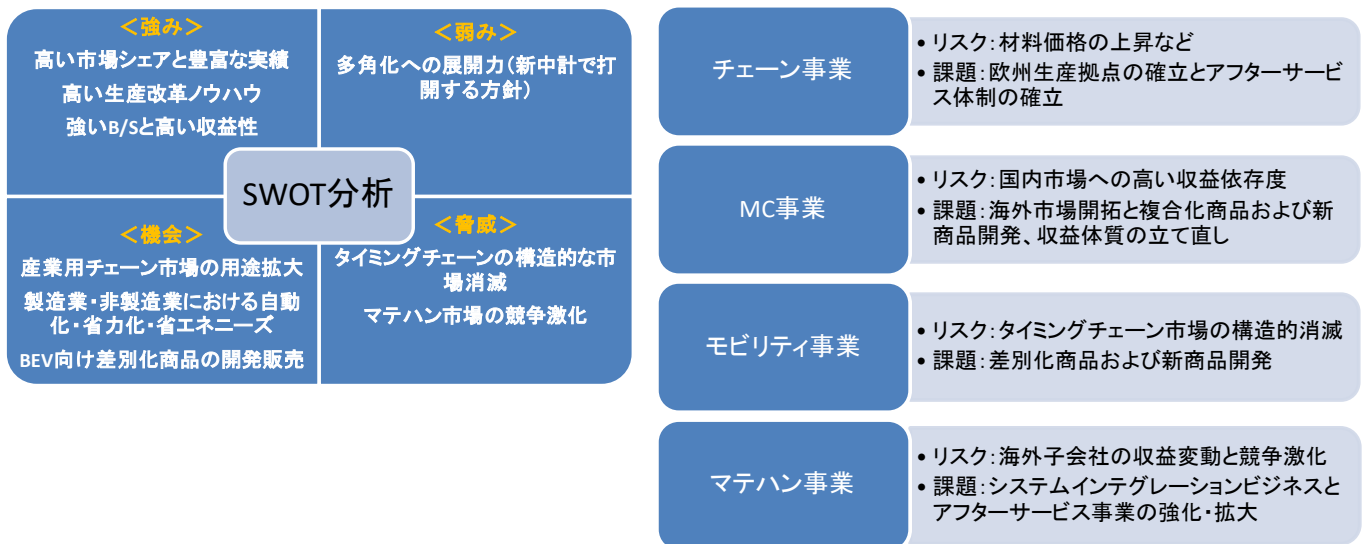 ＜強み＞
高い市場シェアと豊富な実績
高い生産改革ノウハウ
強いB/Sと高い収益性
＜弱み＞
多角化への展開力（新中計で打
開する方針）
SWOT分析
＜機会＞
産業用チェーン市場の用途拡大
製造業・非製造業における自動
化・省力化・省エネニーズ
BEV向け差別化商品の開発販売
＜脅威＞
タイミングチェーンの構造的な市
場消滅
マテハン市場の競争激化
チェーン事業
• リスク：材料価格の上昇など
• 課題：欧州生産拠点の確立とアフターサービ
ス体制の確立
MC事業
• リスク：国内市場への高い収益依存度
• 課題：海外市場開拓と複合化商品および新
商品開発、収益体質の立て直し
モビリティ事業
• リスク：タイミングチェーン市場の構造的消滅
• 課題：差別化商品および新商品開発
マテハン事業
• リスク：海外子会社の収益変動と競争激化
• 課題：システムインテグレーションビジネスと
アフターサービス事業の強化・拡大